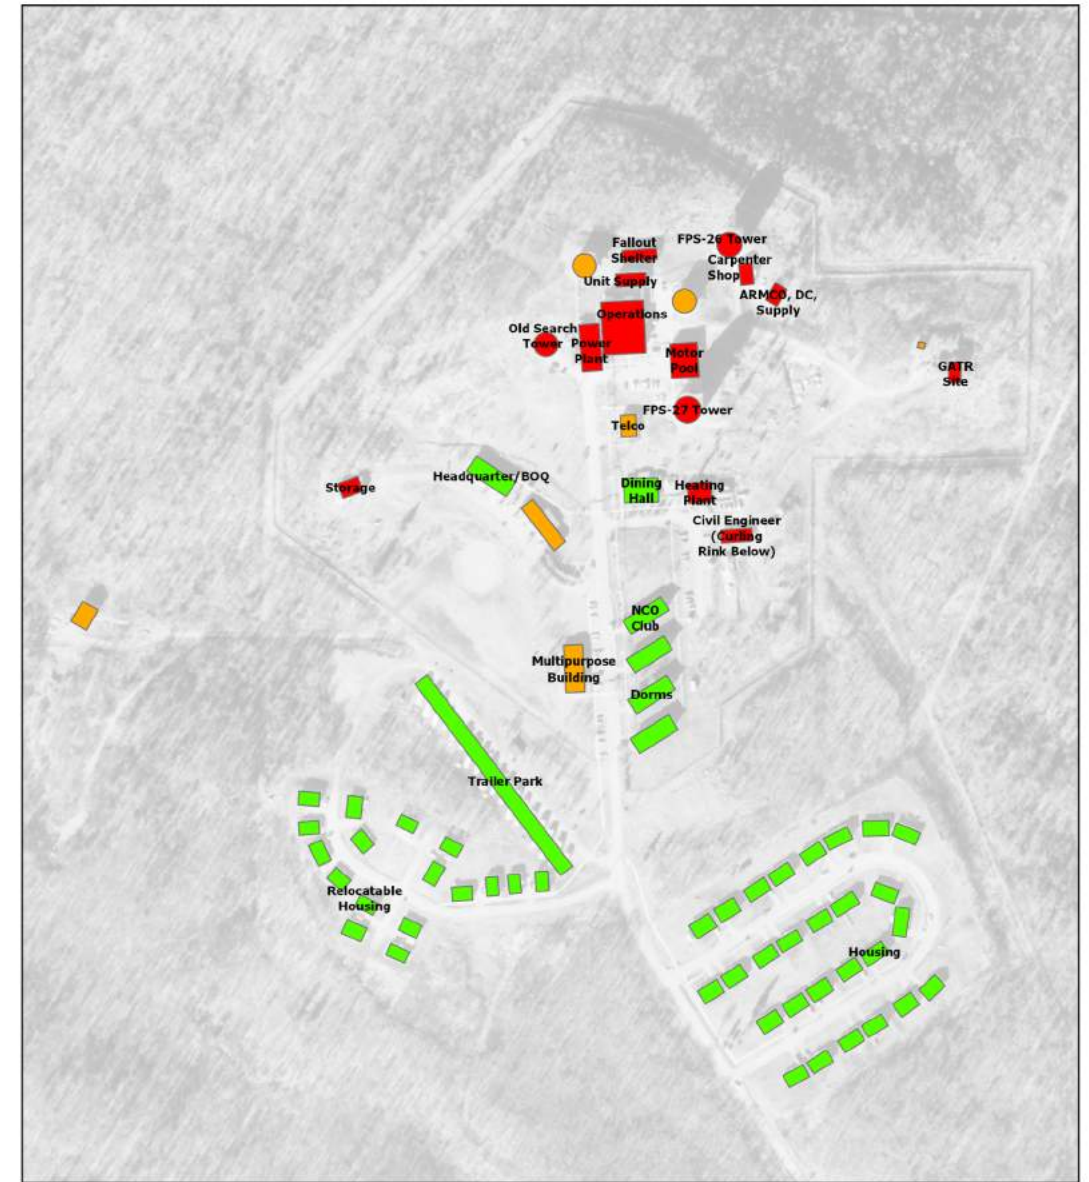 FPS-26 Tower
Fallout
Shelter
Carpenter
Shop
Unit Supply
ARMCO, DC,
Supply
Operations
Old Search
Tower
Power
Plant
Motor
Pool
GATR
Site
FPS-27 Tower
Telco
Headquarter/BOQ
Storage
Dining
Hall
Heating
Plant
Civil Engineer
(Curling
Rink Below)
NCO
Club
Multipurpose
Building
Dorms
Trailer Park
Relocatable
Housing
Housing